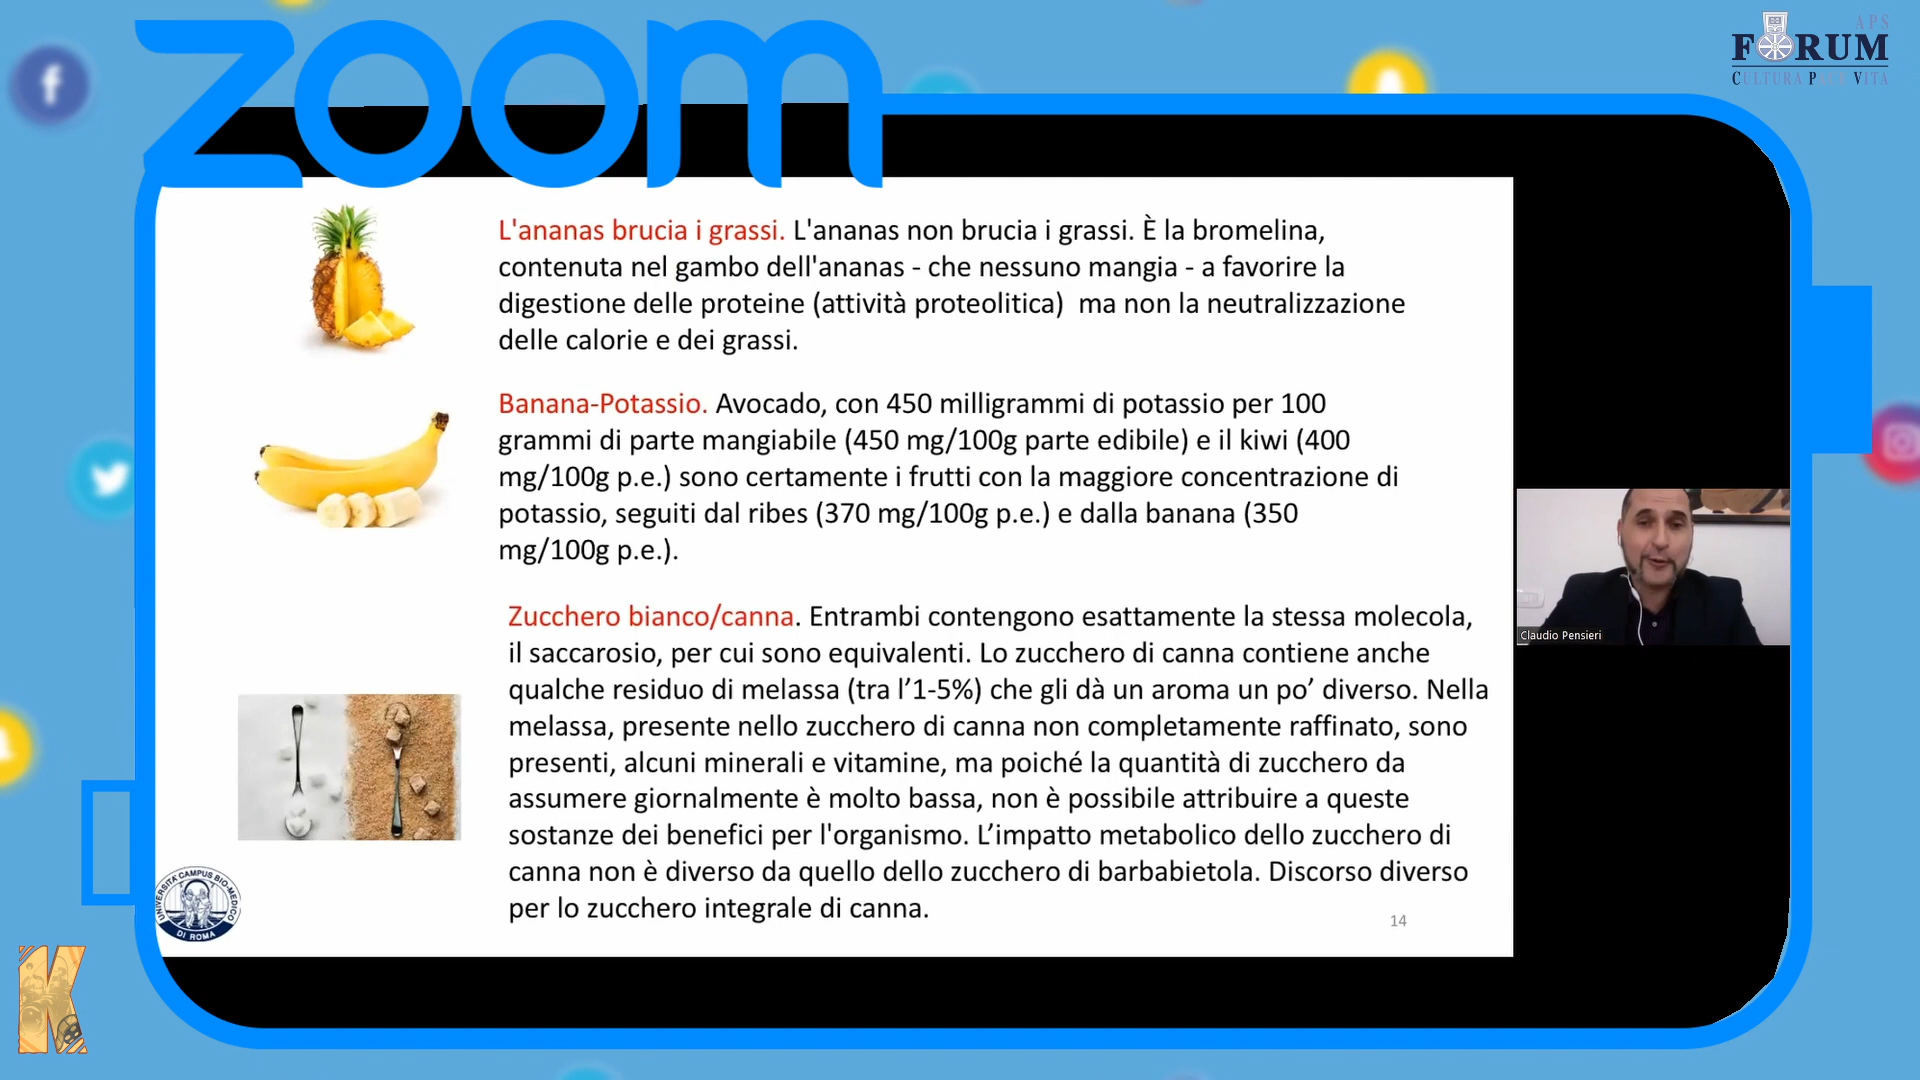 zoom
APS
FORUM
CULTURA PACE VITA
L'ananas brucia i grassi. L'ananas non brucia i grassi. È la bromelina,
contenuta nel gambo dell'ananas - che nessuno mangia - a favorire la
digestione delle proteine (attività proteolitica)  ma non la neutralizzazione
delle calorie e dei grassi.
Banana-Potassio. Avocado, con 450 milligrammi di potassio per 100
grammi di parte mangiabile (450 mg/100g parte edibile) e il kiwi (400
mg/100g p.e.) sono certamente i frutti con la maggiore concentrazione di
potassio, seguiti dal ribes (370 mg/100g p.e.) e dalla banana (350
mg/100g p.e.).
Zucchero bianco/canna. Entrambi contengono esattamente la stessa molecola,
il saccarosio, per cui sono equivalenti. Lo zucchero di canna contiene anche
qualche residuo di melassa (tra l’1-5%) che gli dà un aroma un po’ diverso. Nella
melassa, presente nello zucchero di canna non completamente raffinato, sono
presenti, alcuni minerali e vitamine, ma poiché la quantità di zucchero da
assumere giornalmente è molto bassa, non è possibile attribuire a queste
sostanze dei benefici per l'organismo. L’impatto metabolico dello zucchero di
canna non è diverso da quello dello zucchero di barbabietola. Discorso diverso
per lo zucchero integrale di canna.
14
Claudio Pensieri
UNIVERSITÀ CAMPUS BIO-MEDICO
DI ROMA
K